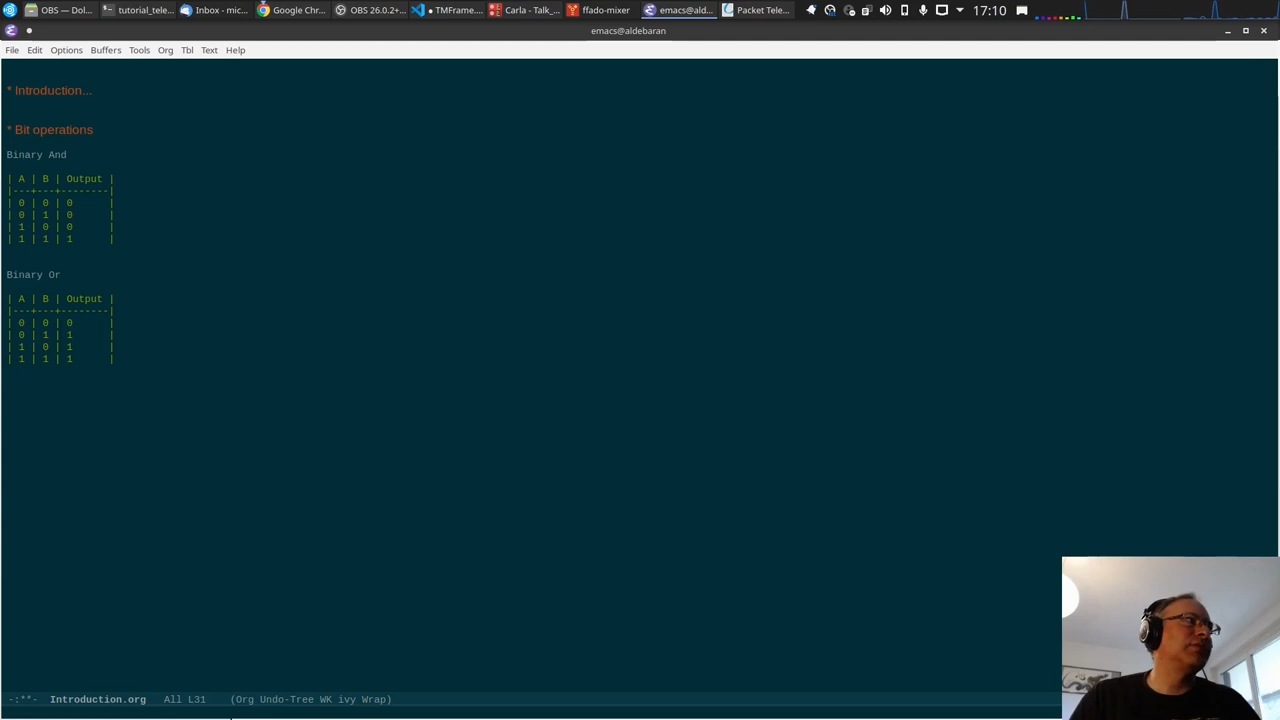 OBS — Dol...
tutorial_tele...
Inbox - mic...
Google Chr...
OBS 26.0.2+...
• TMFrame....
Carla - Talk_...
ffado-mixer
emacs@ald...
Packet Tele...
17:10
emacs@aldebaran
File Edit Options Buffers Tools Org Tbl Text Help
* Introduction...
* Bit operations
Binary And
| A | B | Output |
|---+---+--------|
| 0 | 0 | 0      |
| 0 | 1 | 0      |
| 1 | 0 | 0      |
| 1 | 1 | 1      |
Binary Or
| A | B | Output |
|---+---+--------|
| 0 | 0 | 0      |
| 0 | 1 | 1      |
| 1 | 0 | 1      |
| 1 | 1 | 1      |
-:**-  Introduction.org   All L31    (Org Undo-Tree WK ivy Wrap)